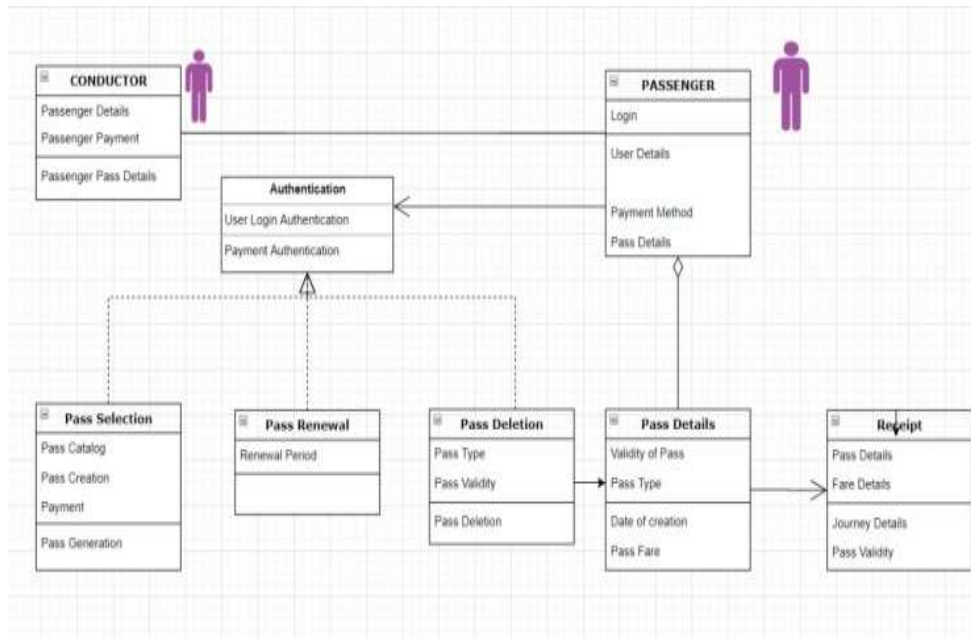 CONDUCTOR
Passenger Details
Passenger Payment
Passenger Pass Details
PASSENGER
Login
User Details
Payment Method
Pass Details
Authentication
User Login Authentication
Payment Authentication
Pass Selection
Pass Catalog
Pass Creation
Payment
Pass Generation
Pass Renewal
Renewal Period
Pass Deletion
Pass Type
Pass Validity
Pass Deletion
Pass Details
Validity of Pass
Pass Type
Date of creation
Pass Fare
Receipt
Pass Details
Fare Details
Journey Details
Pass Validity